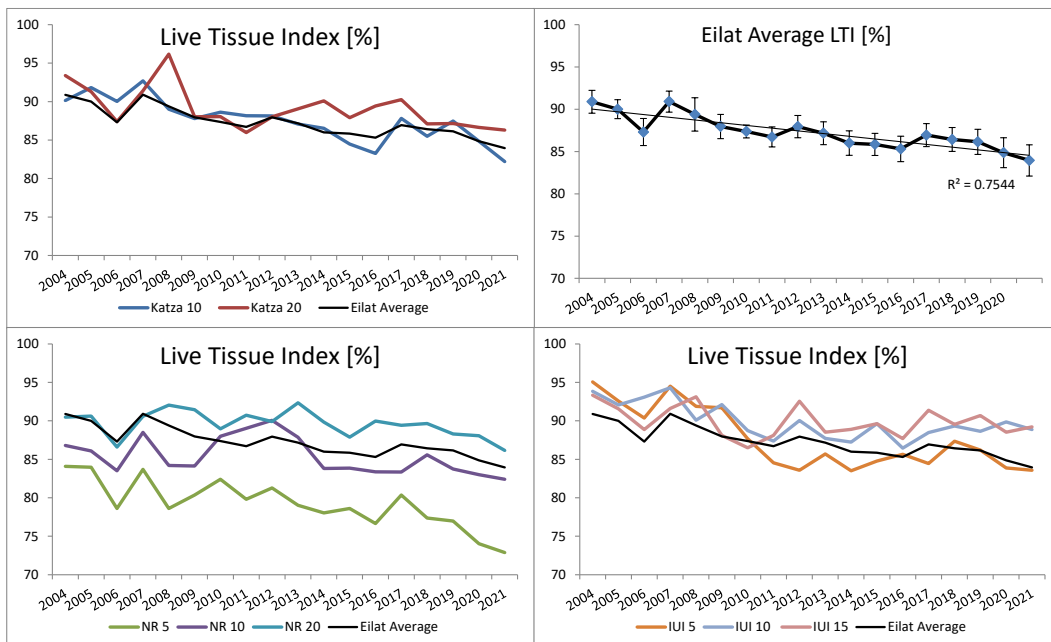 Live Tissue Index [%]
100
95
90
85
80
75
70
2004 2005 2006 2007 2008 2009 2010 2011 2012 2013 2014 2015 2016 2017 2018 2019 2020 2021
Katza 10 Katza 20 Eilat Average
Eilat Average LTI [%]
100
95
90
85
80
75
70
R² = 0.7544
2004 2005 2006 2007 2008 2009 2010 2011 2012 2013 2014 2015 2016 2017 2018 2019 2020
Live Tissue Index [%]
100
95
90
85
80
75
70
2004 2005 2006 2007 2008 2009 2010 2011 2012 2013 2014 2015 2016 2017 2018 2019 2020 2021
NR 5 NR 10 NR 20 Eilat Average
Live Tissue Index [%]
100
95
90
85
80
75
70
2004 2005 2006 2007 2008 2009 2010 2011 2012 2013 2014 2015 2016 2017 2018 2019 2020 2021
IUI 5 IUI 10 IUI 15 Eilat Average